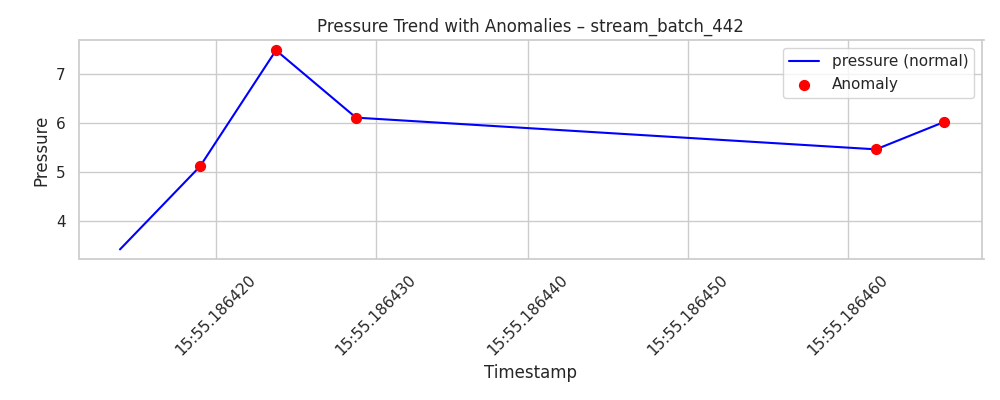 Pressure Trend with Anomalies – stream_batch_442
pressure (normal)
Anomaly
Pressure
7
6
5
4
15:55.186420
15:55.186430
15:55.186440
15:55.186450
15:55.186460
Timestamp